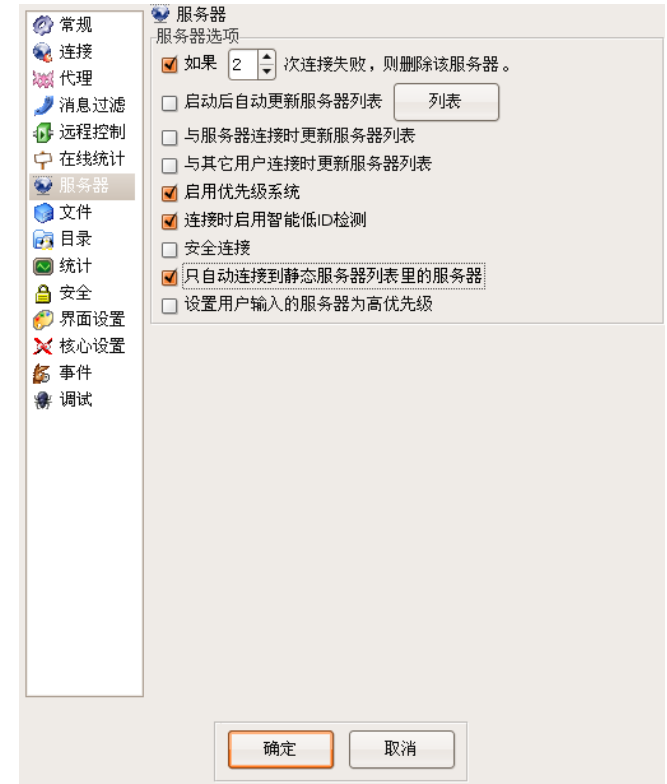 常规
连接
代理
消息过滤
远程控制
在线统计
服务器
文件
目录
统计
安全
界面设置
核心设置
事件
调试
服务器
服务器选项
如果 2 次连接失败，则删除该服务器。
启动后自动更新服务器列表 列表
与服务器连接时更新服务器列表
与其它用户连接时更新服务器列表
启用优先级系统
连接时启用智能低ID检测
安全连接
只自动连接到静态服务器列表里的服务器
设置用户输入的服务器为高优先级
确定 取消